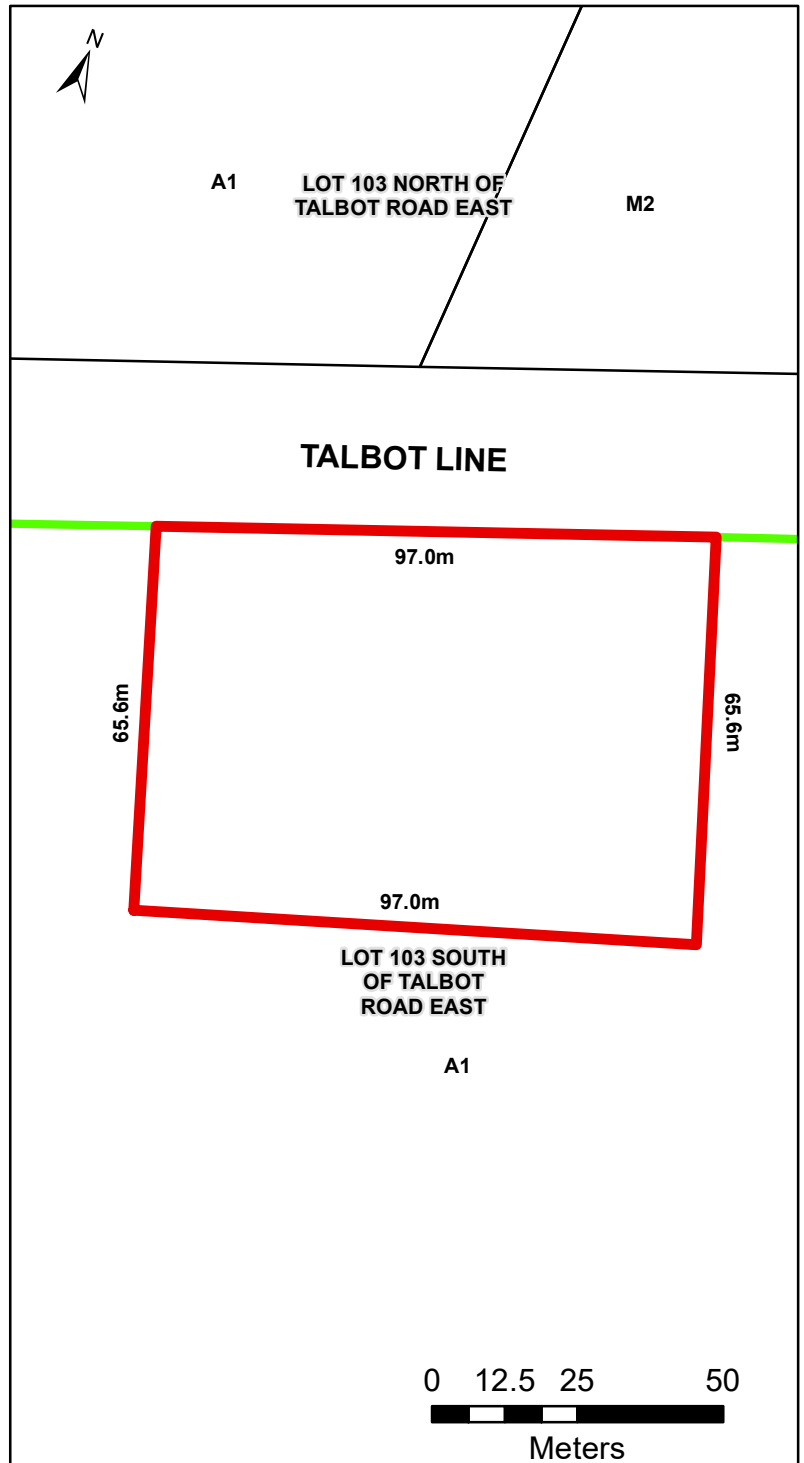 N
A1
LOT 103 NORTH OF
TALBOT ROAD EAST
M2
TALBOT LINE
97.0m
65.6m
65.6m
97.0m
LOT 103 SOUTH
OF TALBOT
ROAD EAST
A1
0 12.5 25 50
Meters